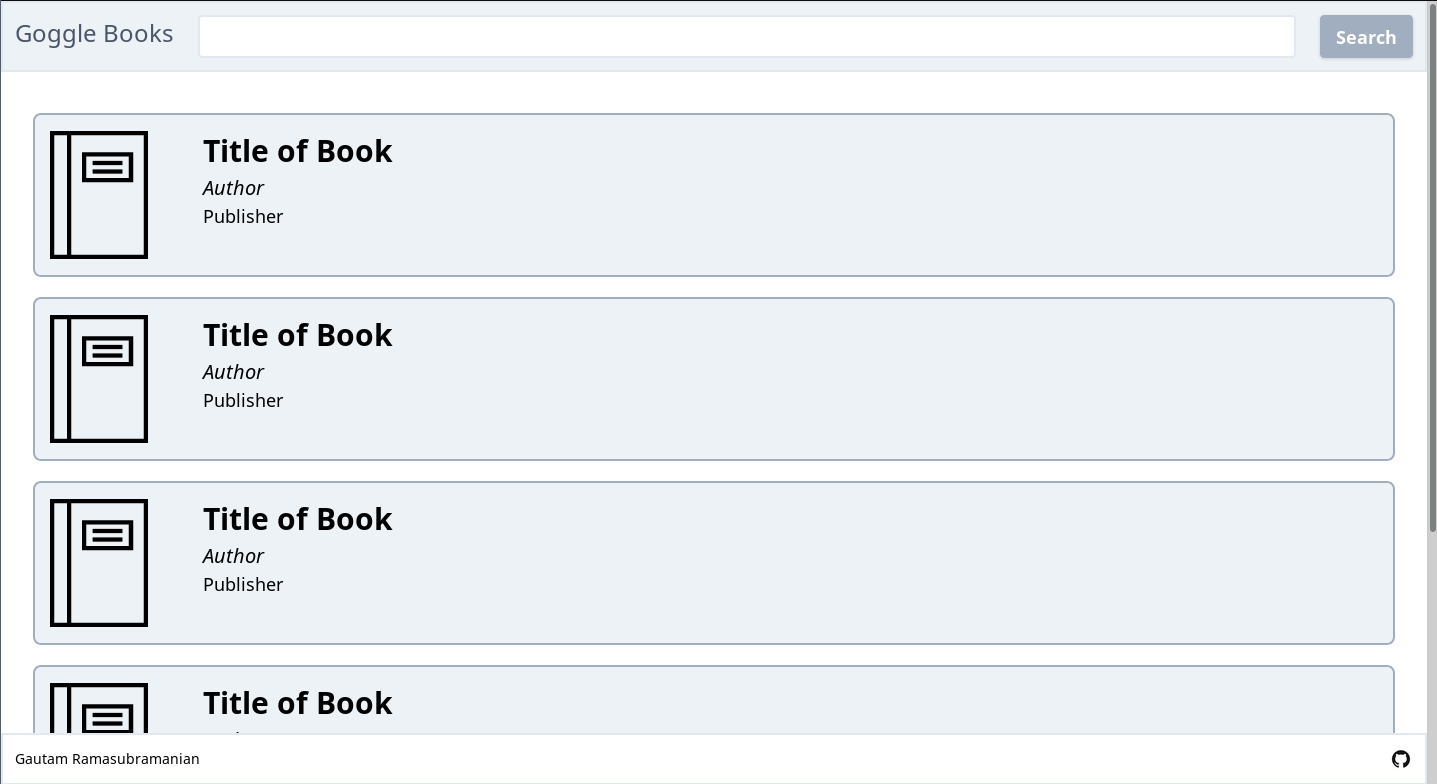 Goggle Books
Search
Title of Book
Author
Publisher
Title of Book
Author
Publisher
Title of Book
Author
Publisher
Title of Book
Gautam Ramasubramanian